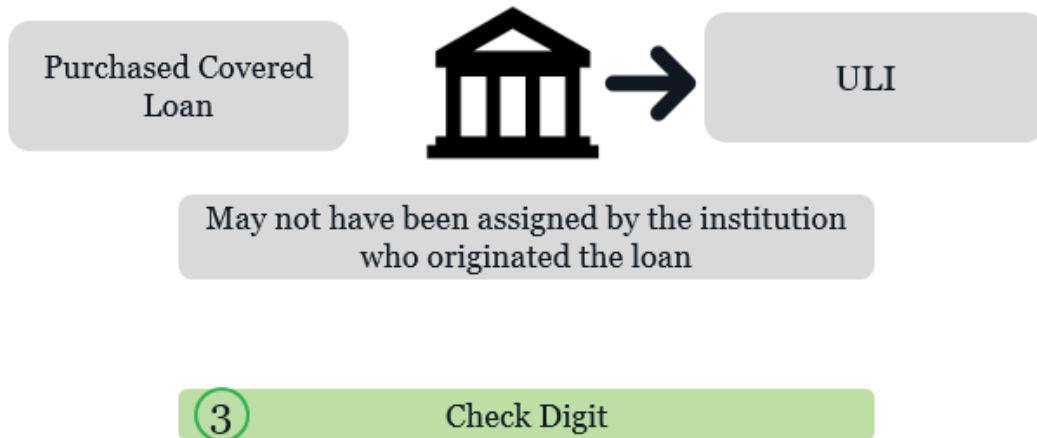 Purchased Covered
Loan
ULI
May not have been assigned by the institution
who originated the loan
3 Check Digit